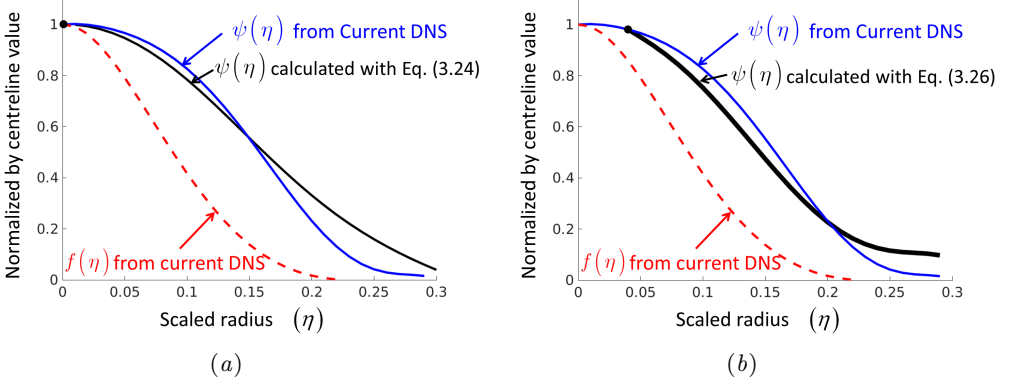 Normalized by centreline value
1
0.8
0.6
0.4
0.2
0
0
0.05
0.1
0.15
0.2
0.25
0.3
ψ(η) from Current DNS
ψ(η) calculated with Eq. (3.24)
f(η) from current DNS
Scaled radius (η)
(a)
Normalized by centreline value
1
0.8
0.6
0.4
0.2
0
0
0.05
0.1
0.15
0.2
0.25
0.3
ψ(η) from Current DNS
ψ(η) calculated with Eq. (3.26)
f(η) from current DNS
Scaled radius (η)
(b)